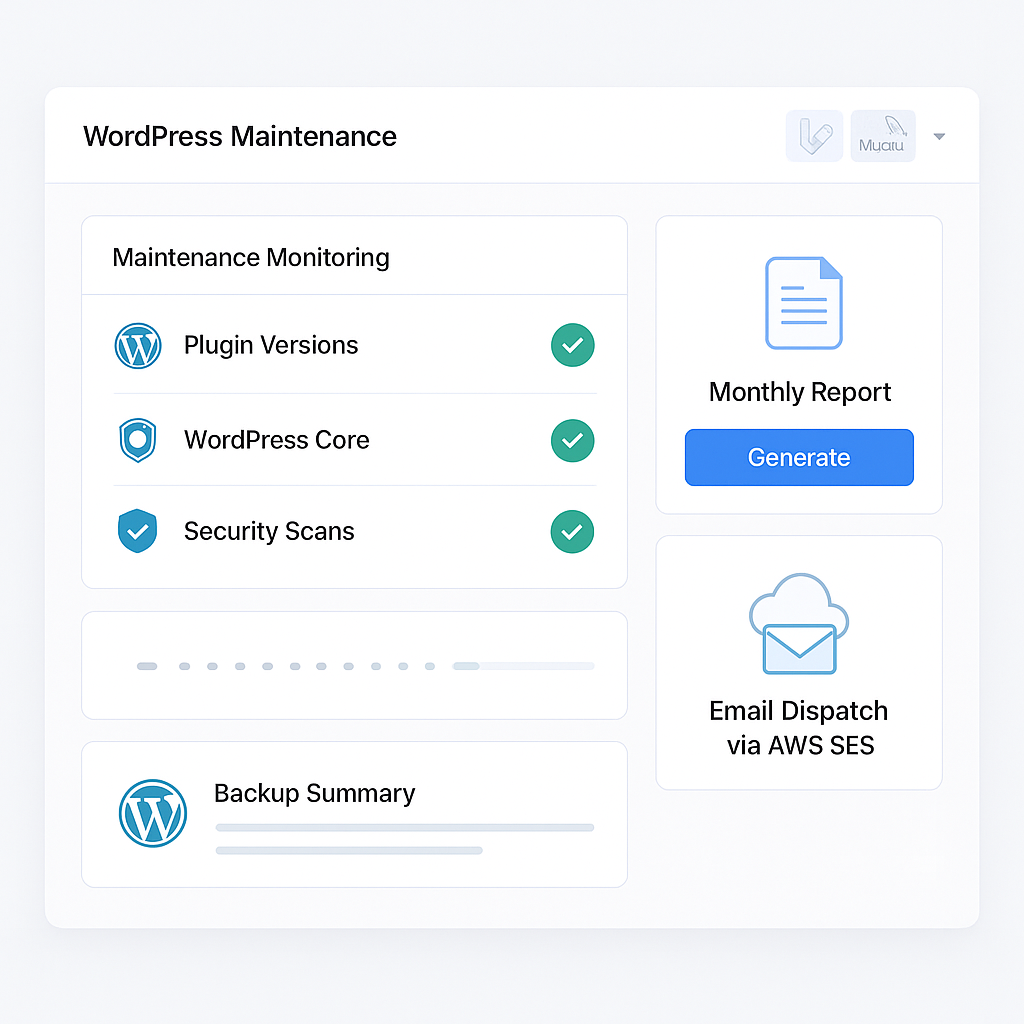 WordPress Maintenance
Maintenance Monitoring
Plugin Versions
WordPress Core
Security Scans
Backup Summary
Monthly Report
Generate
Email Dispatch
via AWS SES